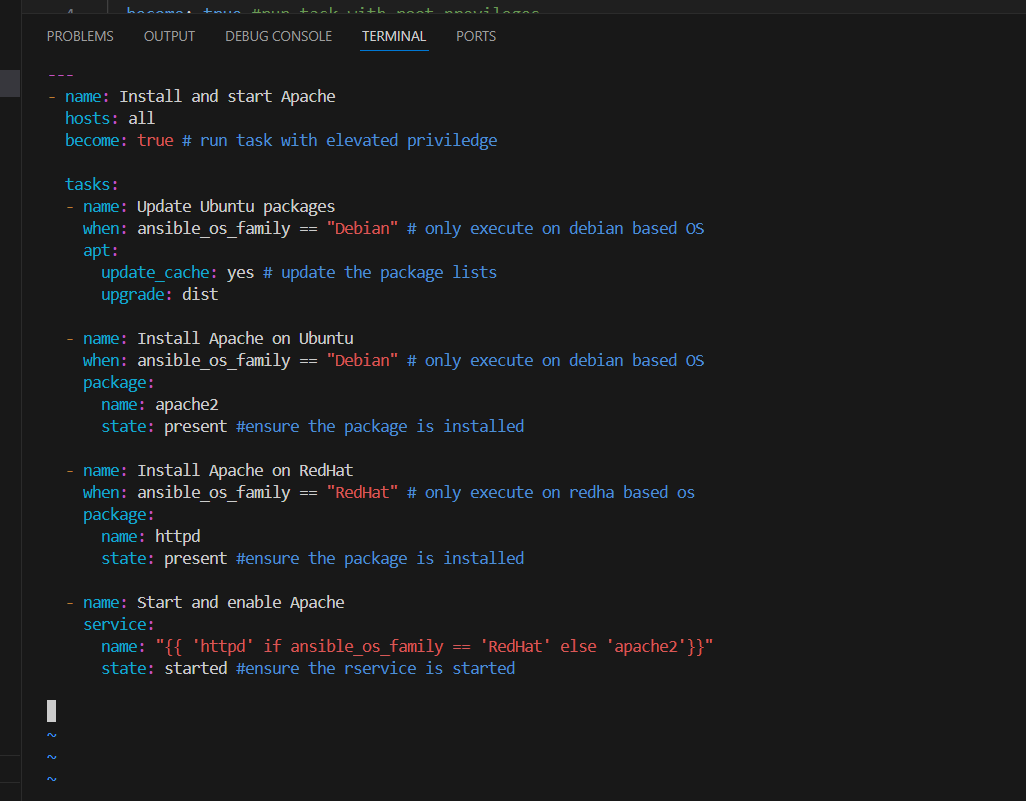 become: true #run task with root privileges
PROBLEMS OUTPUT DEBUG CONSOLE TERMINAL PORTS
---
- name: Install and start Apache
  hosts: all
  become: true # run task with elevated priviledge

  tasks:
  - name: Update Ubuntu packages
    when: ansible_os_family == "Debian" # only execute on debian based OS
    apt:
      update_cache: yes # update the package lists
      upgrade: dist

  - name: Install Apache on Ubuntu
    when: ansible_os_family == "Debian" # only execute on debian based OS
    package:
      name: apache2
      state: present #ensure the package is installed

  - name: Install Apache on RedHat
    when: ansible_os_family == "RedHat" # only execute on redha based os
    package:
      name: httpd
      state: present #ensure the package is installed

  - name: Start and enable Apache
    service:
      name: "{{ 'httpd' if ansible_os_family == 'RedHat' else 'apache2'}}"
      state: started #ensure the rservice is started

~
~
~